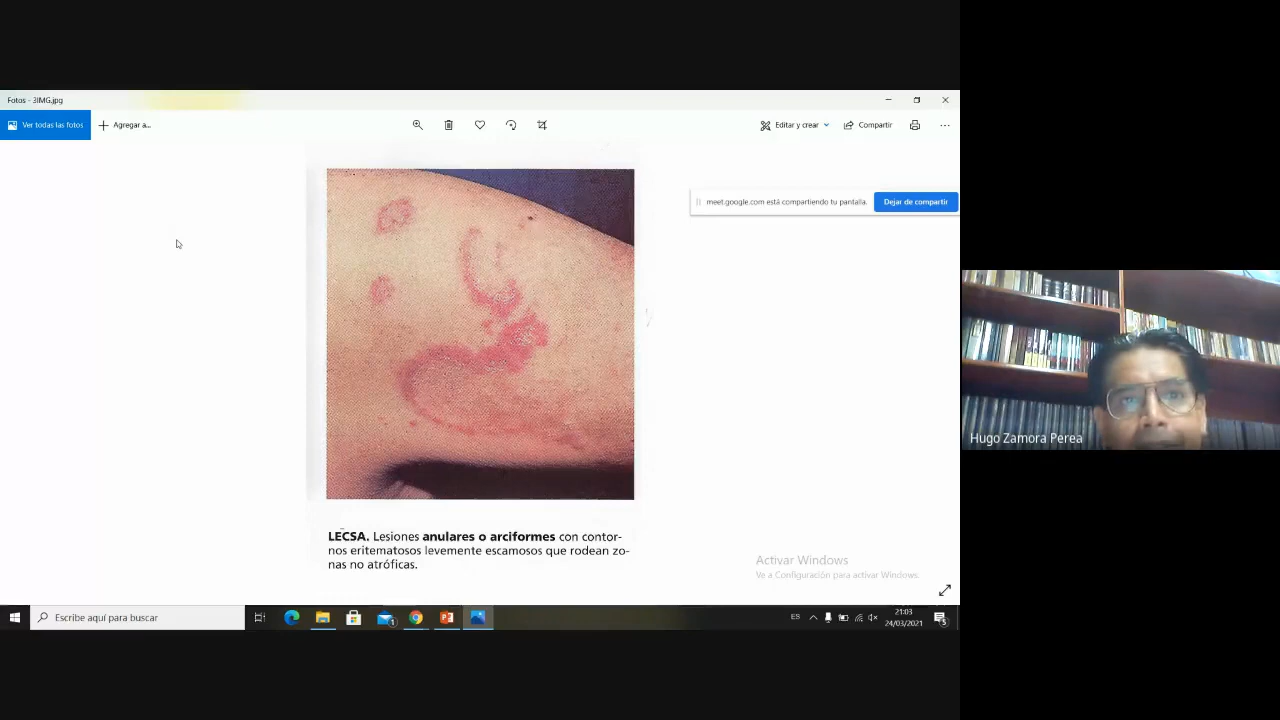 Fotos - 3IMG.jpg
Ver todas las fotos
Agregar a...
Editar y crear
Compartir
meet.google.com está compartiendo tu pantalla.
Dejar de compartir
LECSA. Lesiones anulares o arciformes con contor-
nos eritematosos levemente escamosos que rodean zo-
nas no atróficas.
Hugo Zamora Perea
Activar Windows
Ve a Configuración para activar Windows.
Escribe aquí para buscar
1
ES
21:03
24/03/2021
5